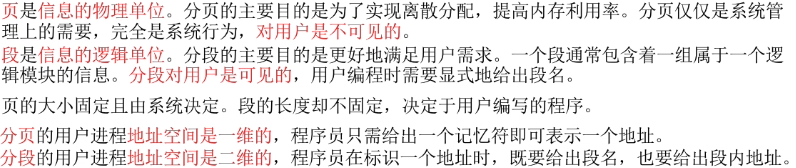 页是信息的物理单位。分页的主要目的是为了实现离散分配，提高内存利用率。分页仅仅是系统管
理上的需要，完全是系统行为，对用户是不可见的。
段是信息的逻辑单位。分段的主要目的是更好地满足用户需求。一个段通常包含着一组属于一个逻
辑模块的信息。分段对用户是可见的，用户编程时需要显式地给出段名。
页的大小固定且由系统决定。段的长度却不固定，决定于用户编写的程序。
分页的用户进程地址空间是一维的，程序员只需给出一个记忆符即可表示一个地址。
分段的用户进程地址空间是二维的，程序员在标识一个地址时，既要给出段名，也要给出段内地址。